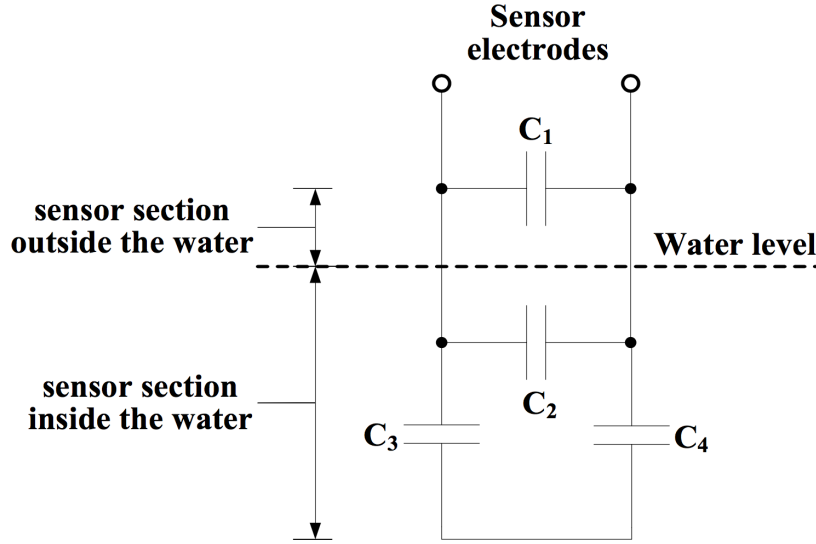 Sensor
electrodes
C₁
sensor section
outside the water
Water level
C₂
sensor section
inside the water
C₃
C₄